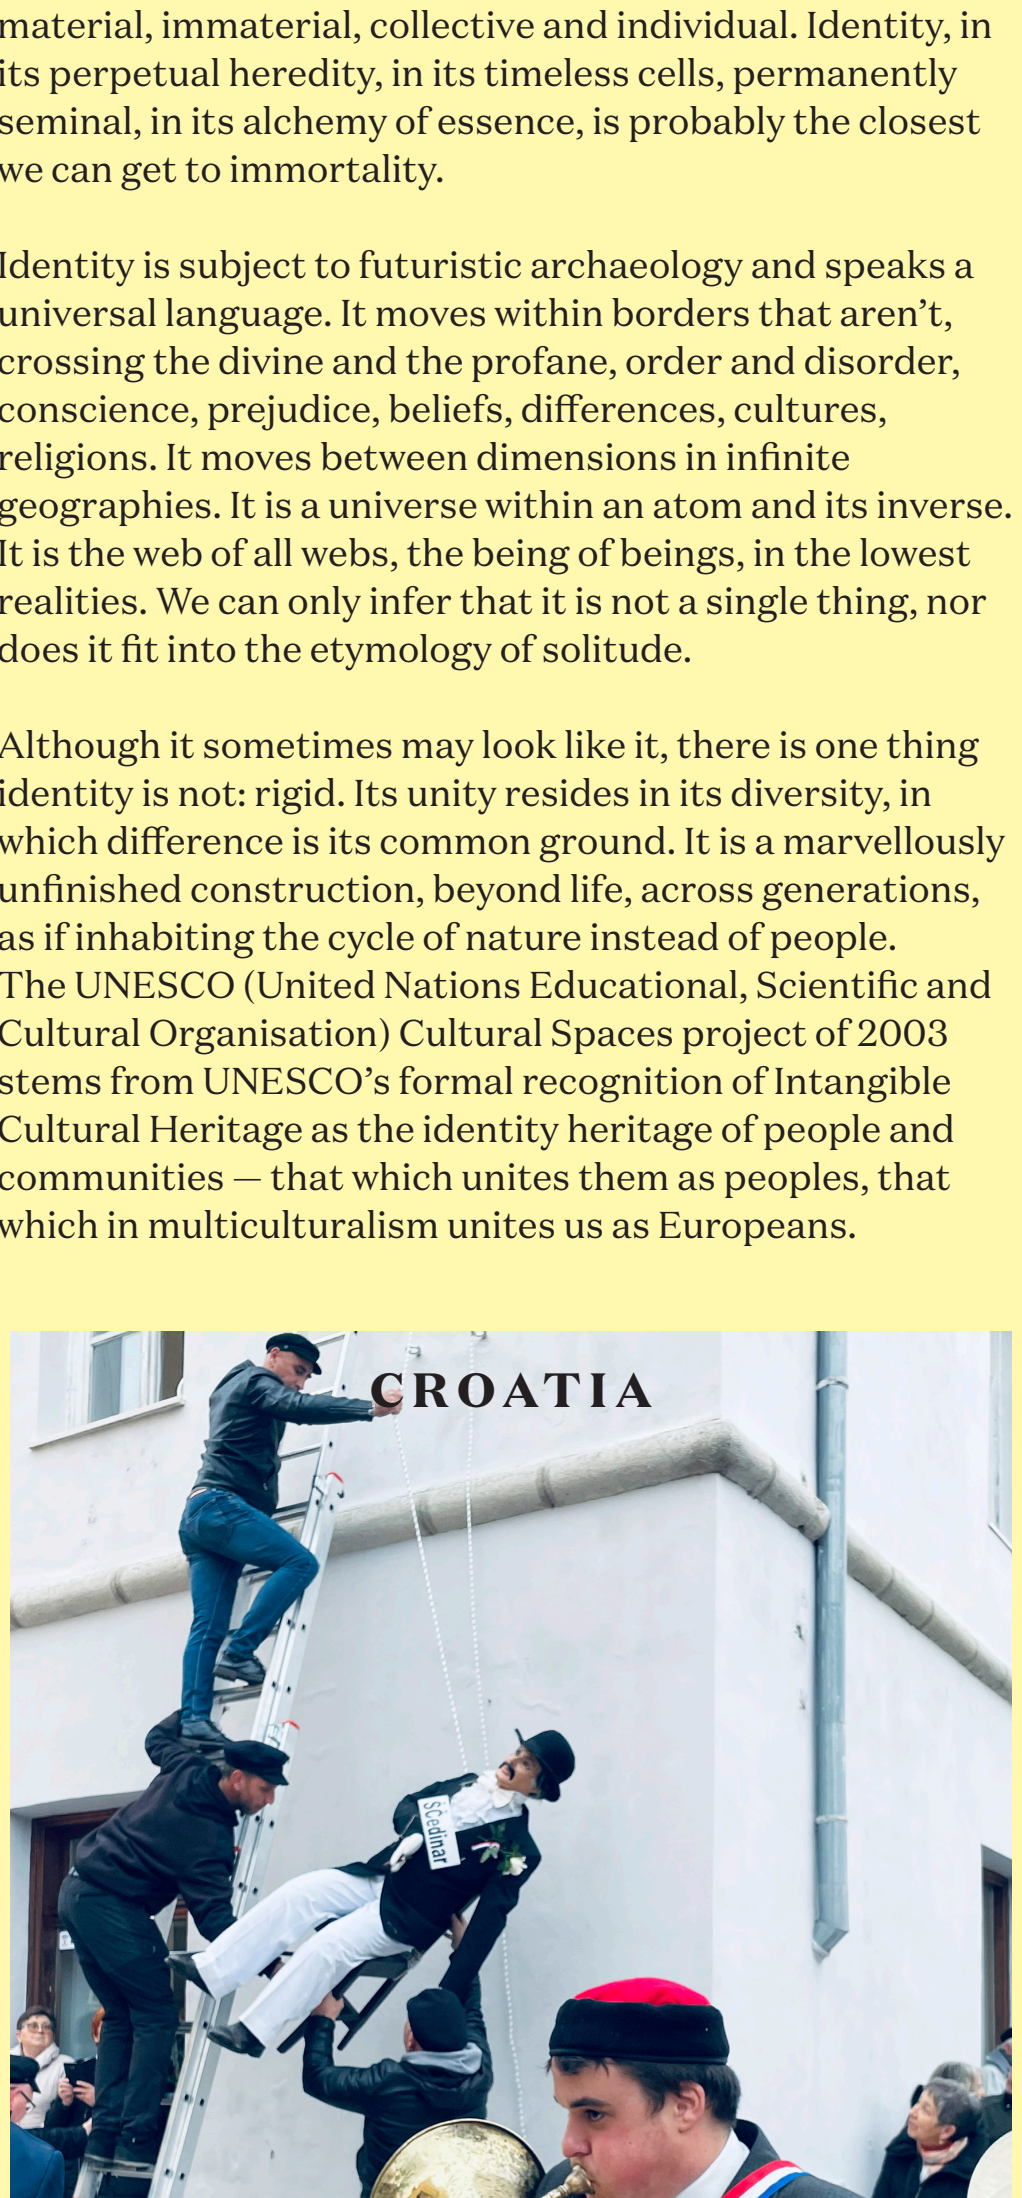 material, immaterial, collective and individual. Identity, in
its perpetual heredity, in its timeless cells, permanently
seminal, in its alchemy of essence, is probably the closest
we can get to immortality.
Identity is subject to futuristic archaeology and speaks a
universal language. It moves within borders that aren’t,
crossing the divine and the profane, order and disorder,
conscience, prejudice, beliefs, differences, cultures,
religions. It moves between dimensions in infinite
geographies. It is a universe within an atom and its inverse.
It is the web of all webs, the being of beings, in the lowest
realities. We can only infer that it is not a single thing, nor
does it fit into the etymology of solitude.
Although it sometimes may look like it, there is one thing
identity is not: rigid. Its unity resides in its diversity, in
which difference is its common ground. It is a marvellously
unfinished construction, beyond life, across generations,
as if inhabiting the cycle of nature instead of people.
The UNESCO (United Nations Educational, Scientific and
Cultural Organisation) Cultural Spaces project of 2003
stems from UNESCO’s formal recognition of Intangible
Cultural Heritage as the identity heritage of people and
communities — that which unites them as peoples, that
which in multiculturalism unites us as Europeans.
CROATIA
SCedinar